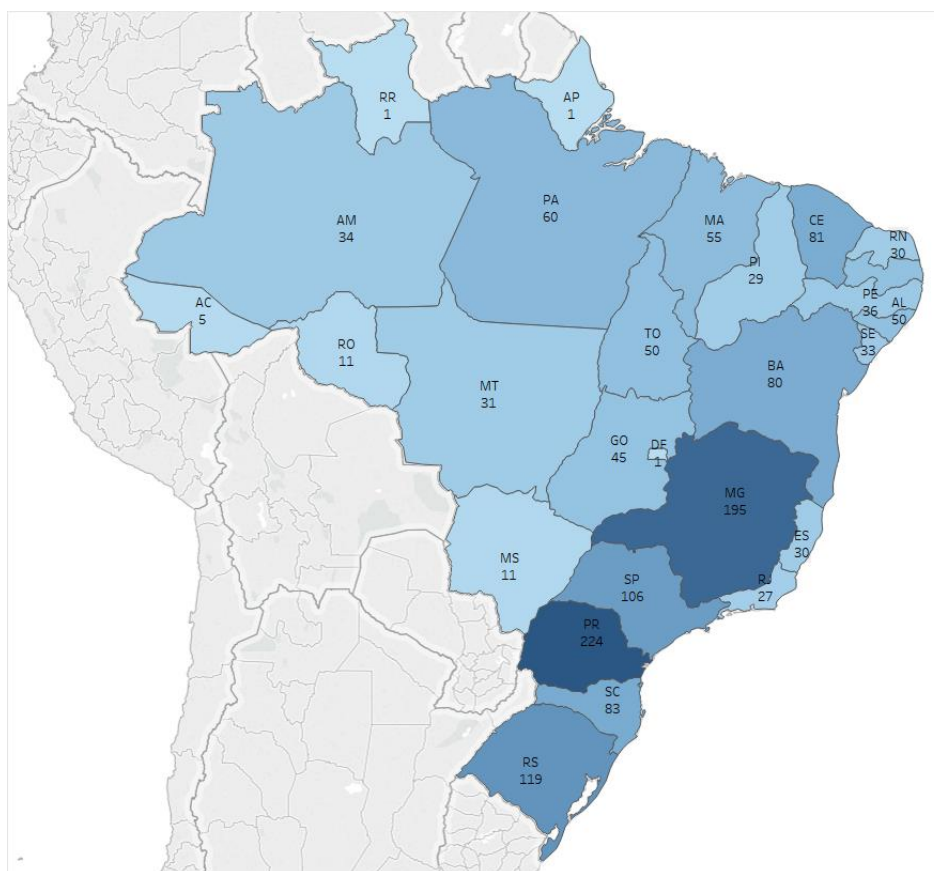 RR
1
AP
1
AM
34
PA
60
MA
55
CE
81
RN
30
PI
29
PE
36
AL
50
SE
33
AC
5
RO
11
TO
50
BA
80
MT
31
GO
45
DF
1
MG
195
ES
30
MS
11
SP
106
RJ
27
PR
224
SC
83
RS
119